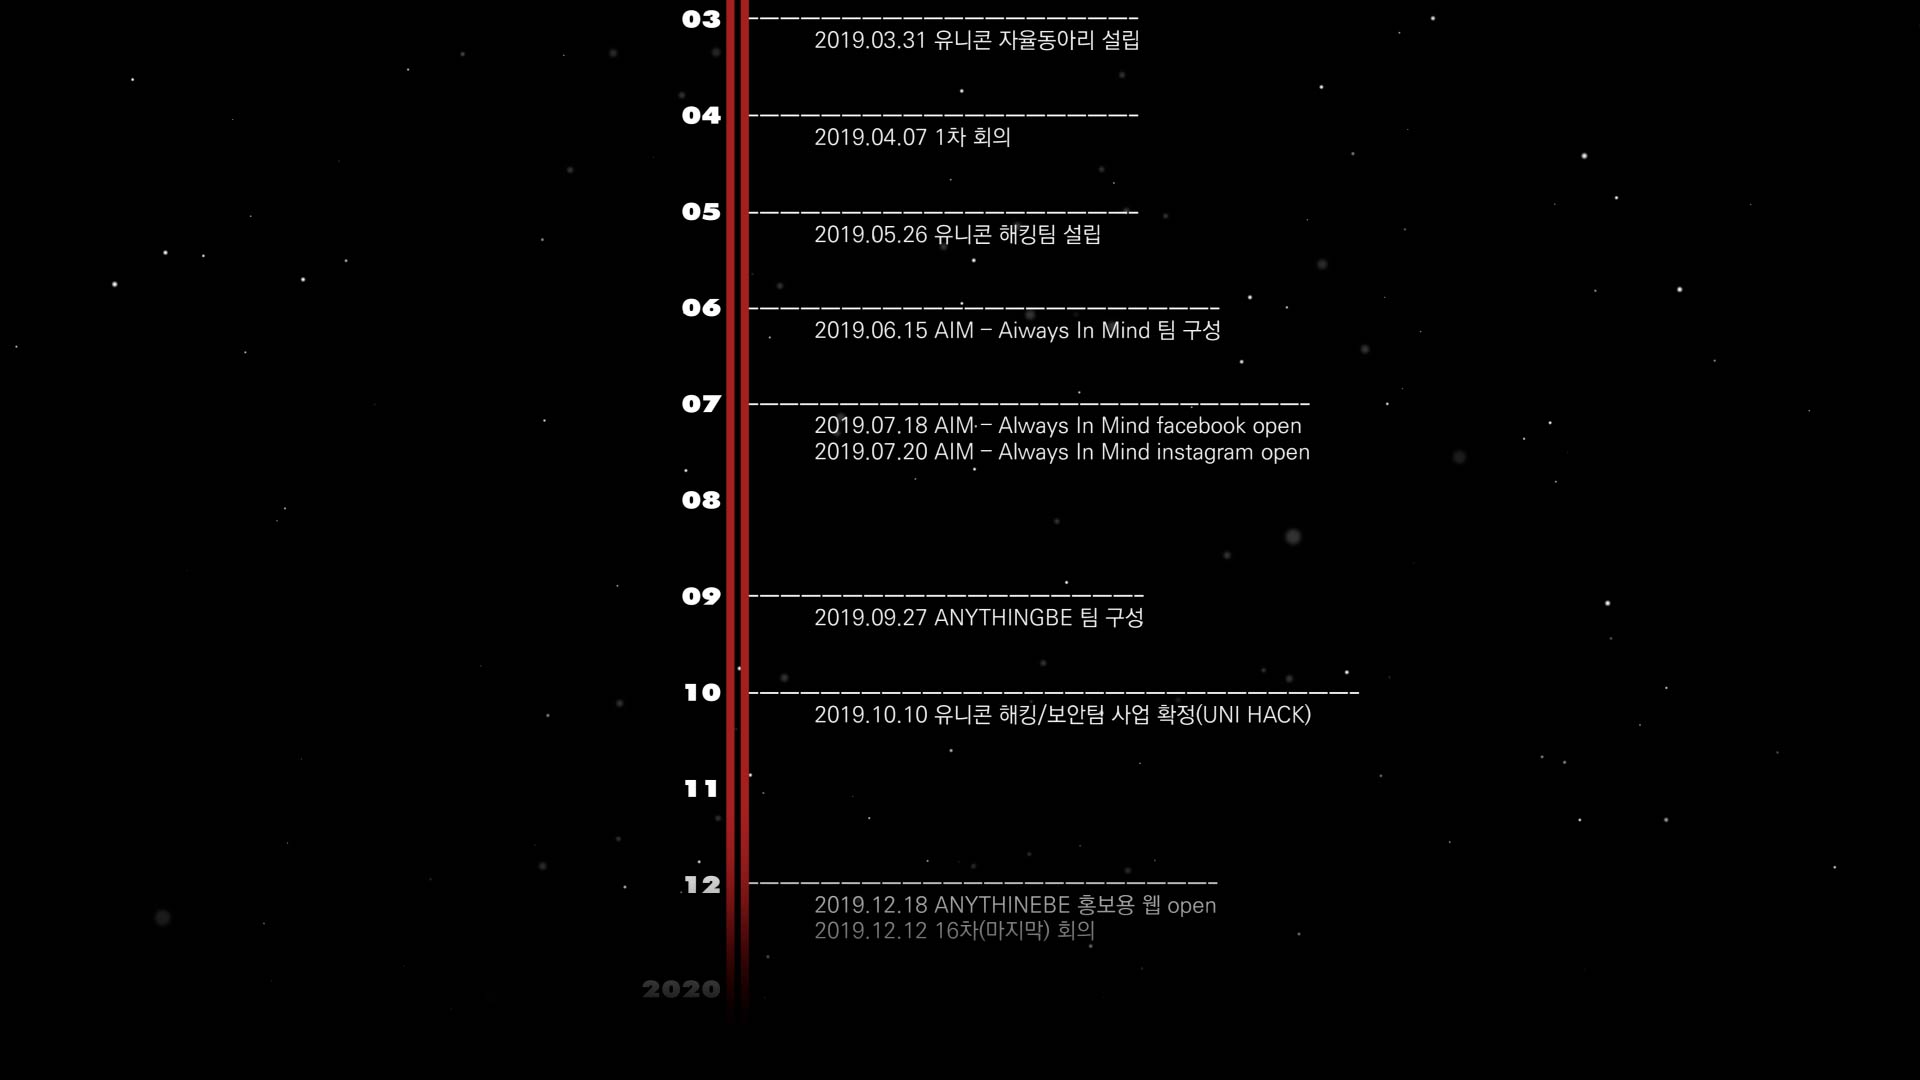 03
2019.03.31 유니콘 자율동아리 설립
04
2019.04.07 1차 회의
05
2019.05.26 유니콘 해킹팀 설립
06
2019.06.15 AIM - Aiways In Mind 팀 구성
07
2019.07.18 AIM - Always In Mind facebook open
2019.07.20 AIM - Always In Mind instagram open
08
09
2019.09.27 ANYTHINGBE 팀 구성
10
2019.10.10 유니콘 해킹/보안팀 사업 확정(UNI HACK)
11
12
2019.12.18 ANYTHINEBE 홍보용 웹 open
2019.12.12 16차(마지막) 회의
2020